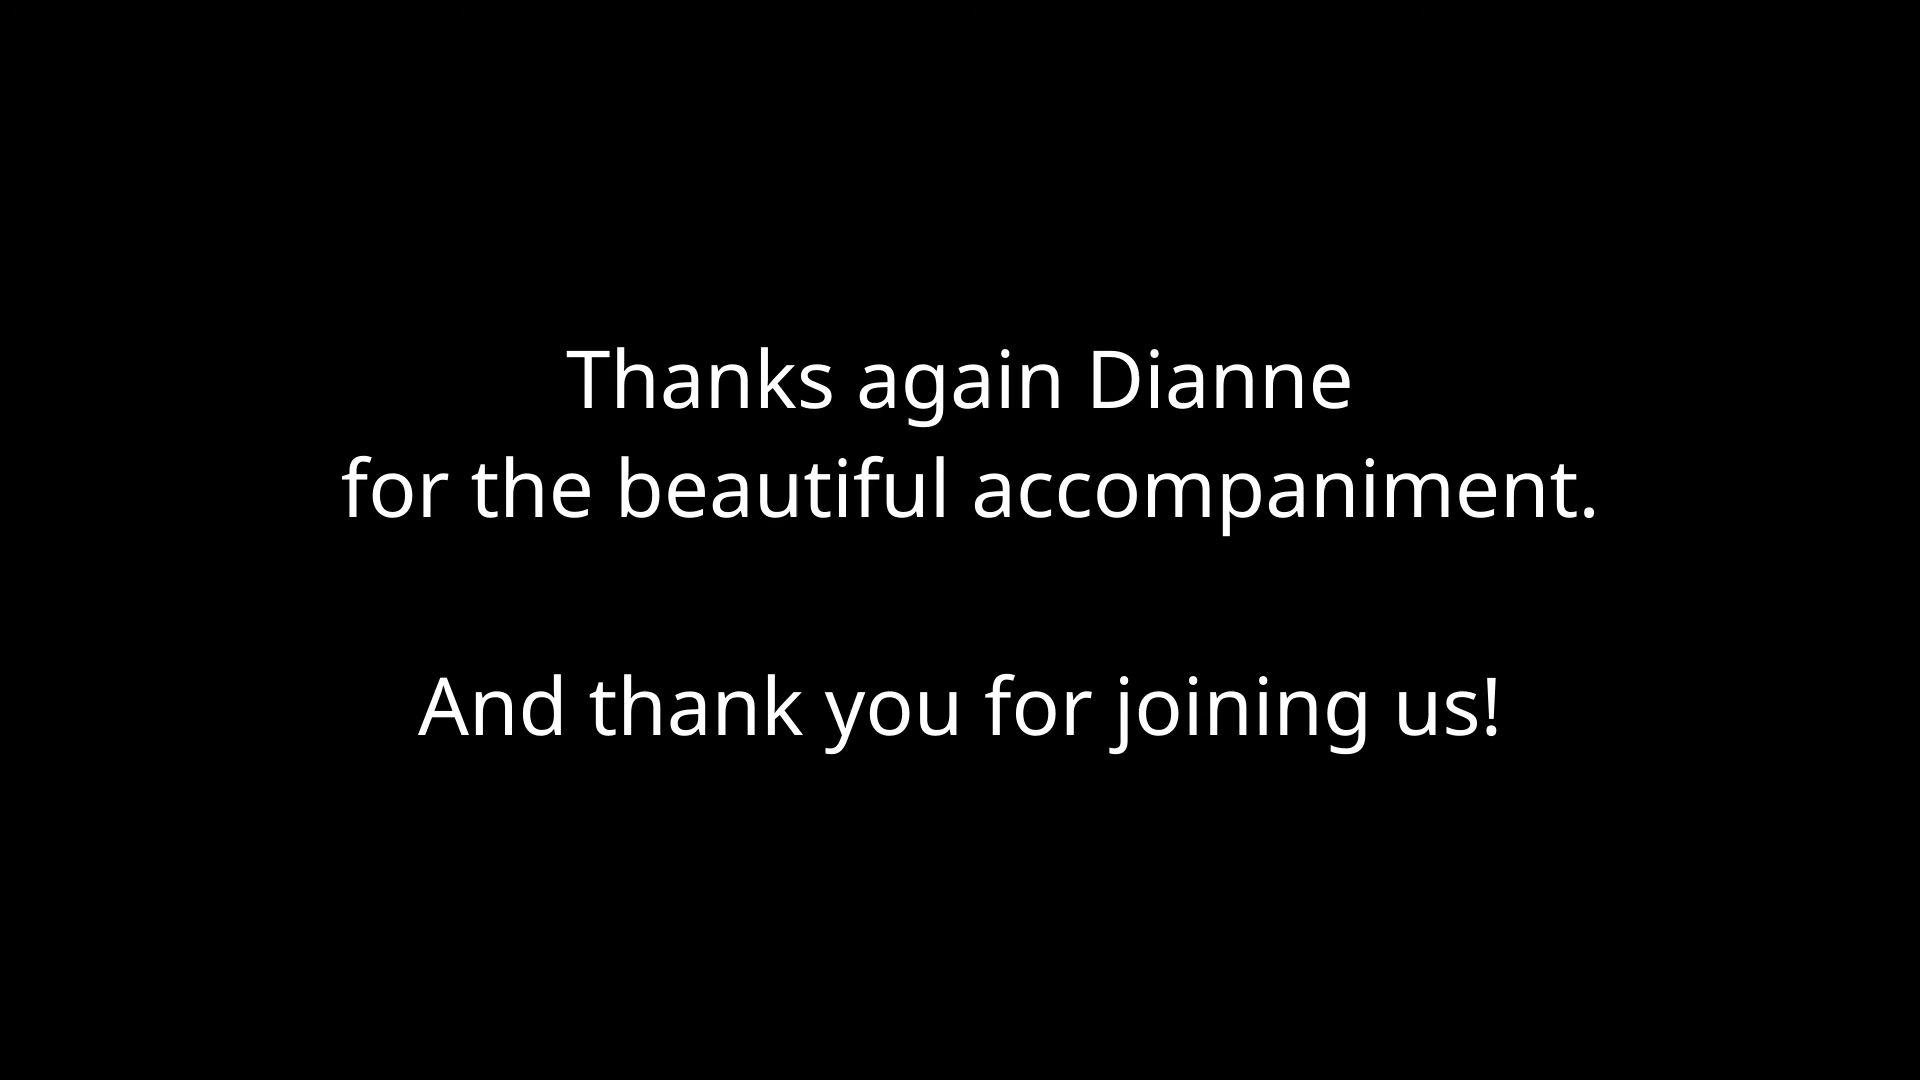 Thanks again Dianne
for the beautiful accompaniment.
And thank you for joining us!